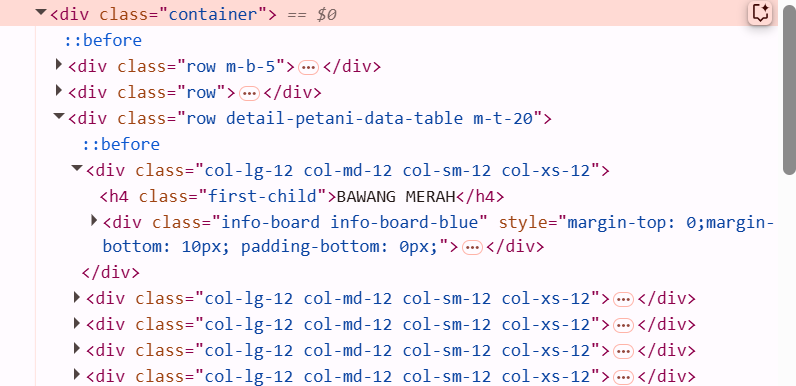 <div class="container"> == $0
::before
<div class="row m-b-5">…</div>
<div class="row">…</div>
<div class="row detail-petani-data-table m-t-20">
::before
<div class="col-lg-12 col-md-12 col-sm-12 col-xs-12">
<h4 class="first-child">BAWANG MERAH</h4>
<div class="info-board info-board-blue" style="margin-top: 0;margin-
bottom: 10px; padding-bottom: 0px;">…</div>
</div>
<div class="col-lg-12 col-md-12 col-sm-12 col-xs-12">…</div>
<div class="col-lg-12 col-md-12 col-sm-12 col-xs-12">…</div>
<div class="col-lg-12 col-md-12 col-sm-12 col-xs-12">…</div>
<div class="col-lg-12 col-md-12 col-sm-12 col-xs-12">…</div>